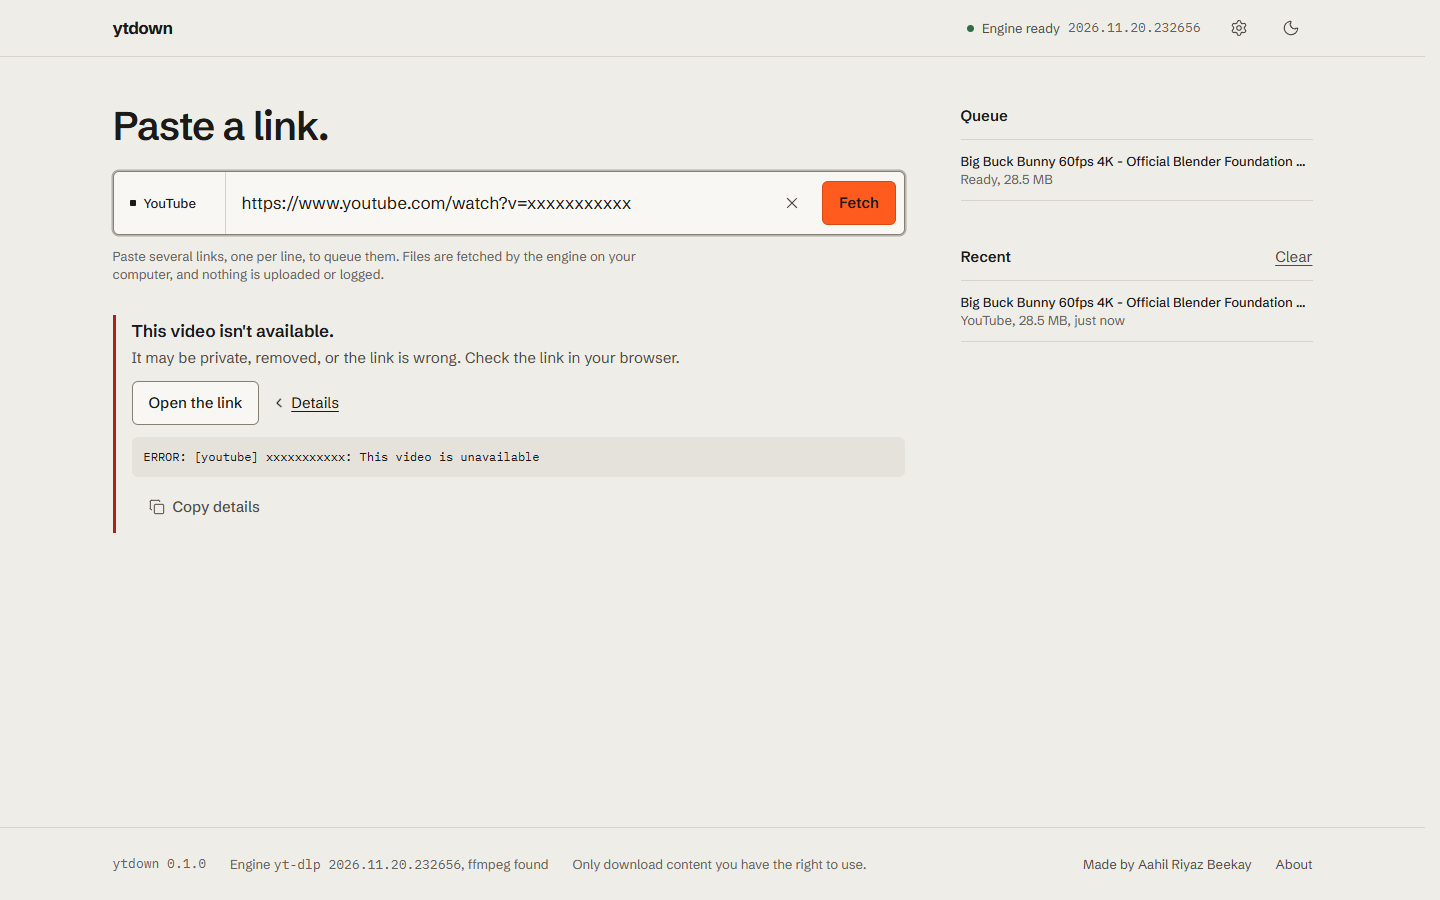 ytdown
Engine ready 2026.11.20.232656
Paste a link.
YouTube
https://www.youtube.com/watch?v=xxxxxxxxxxx
Fetch
Paste several links, one per line, to queue them. Files are fetched by the engine on your
computer, and nothing is uploaded or logged.
This video isn't available.
It may be private, removed, or the link is wrong. Check the link in your browser.
Open the link
Details
ERROR: [youtube] xxxxxxxxxxx: This video is unavailable
Copy details
Queue
Big Buck Bunny 60fps 4K - Official Blender Foundation ...
Ready, 28.5 MB
Recent
Clear
Big Buck Bunny 60fps 4K - Official Blender Foundation ...
YouTube, 28.5 MB, just now
ytdown 0.1.0
Engine yt-dlp 2026.11.20.232656, ffmpeg found
Only download content you have the right to use.
Made by Aahil Riyaz Beekay
About